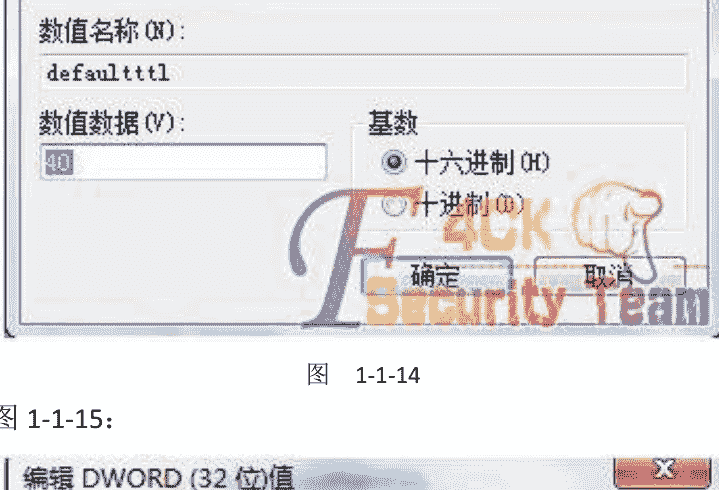 数值名称(N):
defaultttl
数值数据(V):
基数
40
十六进制(H)
十进制(D)
F4CK
确定
取消
Security Team
图 1-1-14
图 1-1-15：
编辑 DWORD (32 位)值